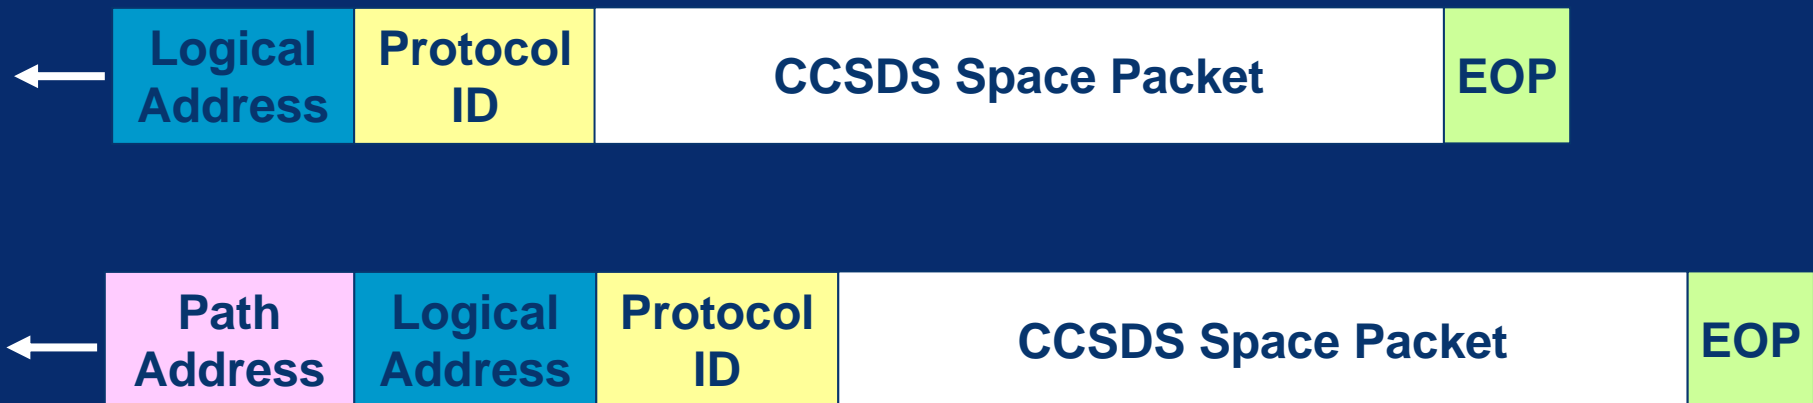 Logical
Address
Protocol
ID
CCSDS Space Packet
EOP
Path
Address
Logical
Address
Protocol
ID
CCSDS Space Packet
EOP